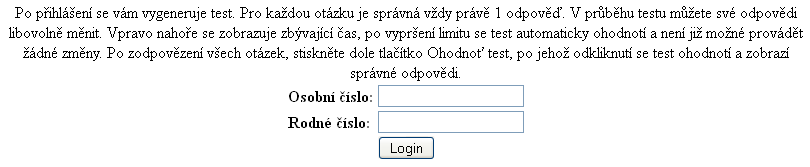 Po přihlášení se vám vygeneruje test. Pro každou otázku je správná vždy právě 1 odpověď. V průběhu testu můžete své odpovědi
libovolně měnit. Vpravo nahoře se zobrazuje zbývající čas, po vypršení limitu se test automaticky ohodnotí a není již možné provádět
žádné změny. Po zodpovězení všech otázek, stiskněte dole tlačítko Ohodnoť test, po jehož odkliknutí se test ohodnotí a zobrazí
správné odpovědi.
Osobní číslo:
Rodné číslo:
Login